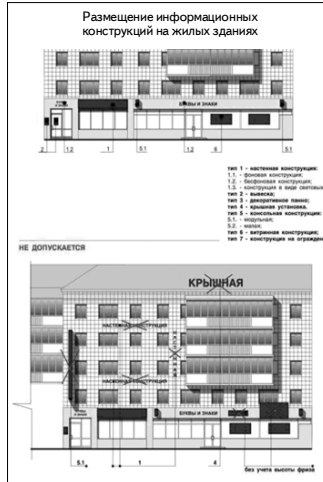 Размещение информационных
конструкций на жилых зданиях
БУКВЫ И ЗНАКИ
2 1.2 1 5.1 1.2 6 5.1
тип 1 - настенная конструкция:
1.1. - фоновая конструкция;
1.2. - бесфоновая конструкция;
1.3. - конструкция в виде световых
тип 2 - вывеска;
тип 3 - декоративное панно;
тип 4 - крышная установка.
тип 5 - консольная конструкция:
5.1. - модульная;
5.2. - малая;
тип 6 - витринная конструкция;
тип 7 - конструкция на огражден
НЕ ДОПУСКАЕТСЯ
КРЫШНАЯ
НАСТЕННАЯ КОНСТРУКЦИЯ
НАСТЕННАЯ КОНСТРУКЦИЯ
БУКВЫ И ЗНАКИ
5.1 1 4
без учета высоты фриза